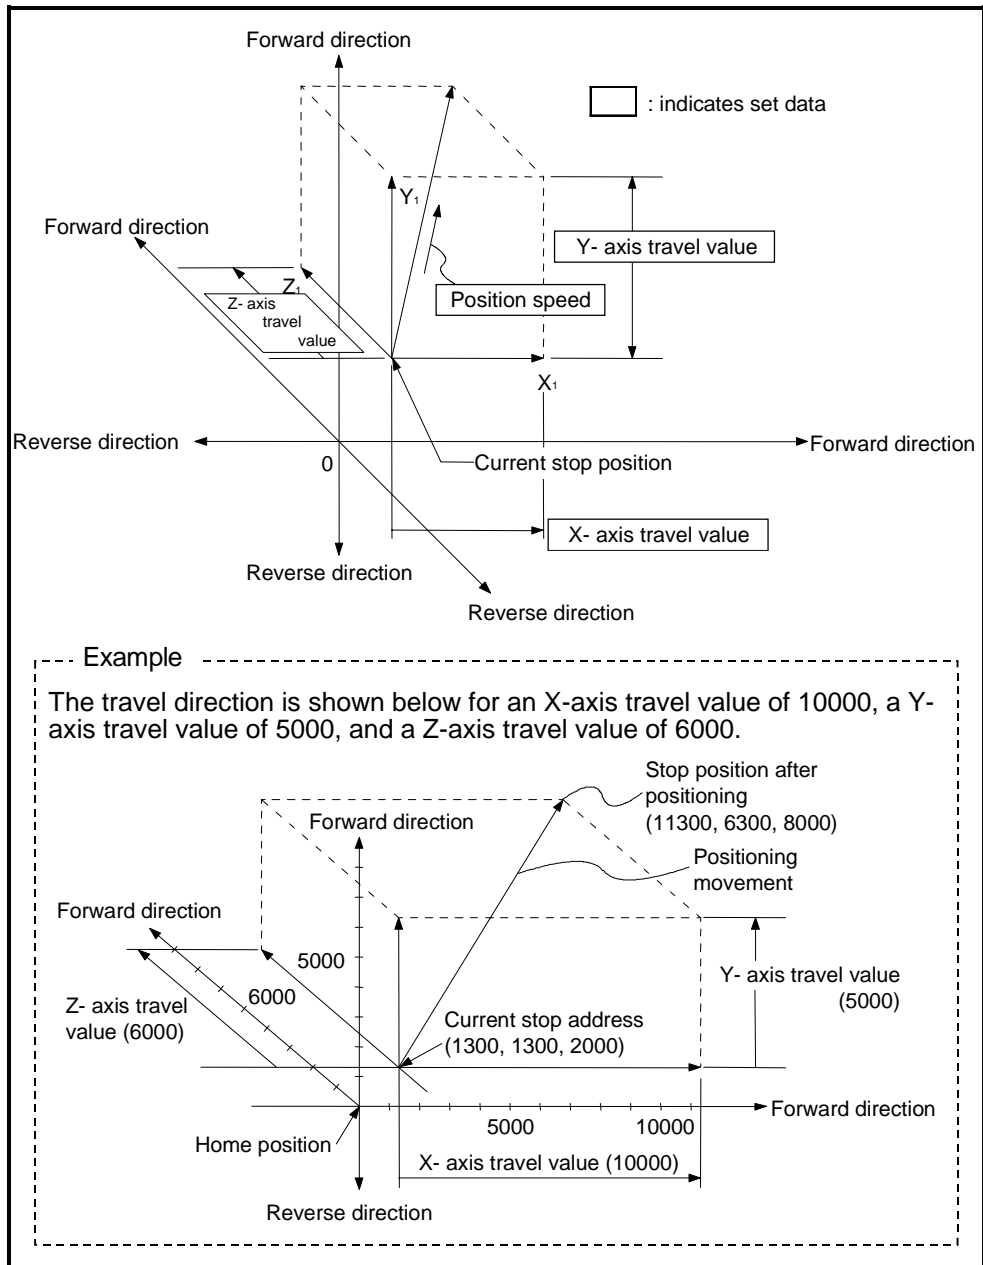 Forward direction
: indicates set data
Y₁
Forward direction
Y- axis travel value
Z₁
Position speed
Z- axis
travel
value
X₁
Reverse direction
Forward direction
0
Current stop position
X- axis travel value
Reverse direction
Reverse direction
Example
The travel direction is shown below for an X-axis travel value of 10000, a Y-
axis travel value of 5000, and a Z-axis travel value of 6000.
Stop position after
positioning
(11300, 6300, 8000)
Forward direction
Positioning
movement
Forward direction
5000
Y- axis travel value
(5000)
6000
Z- axis travel
value (6000)
Current stop address
(1300, 1300, 2000)
Forward direction
5000
10000
Home position
X- axis travel value (10000)
Reverse direction